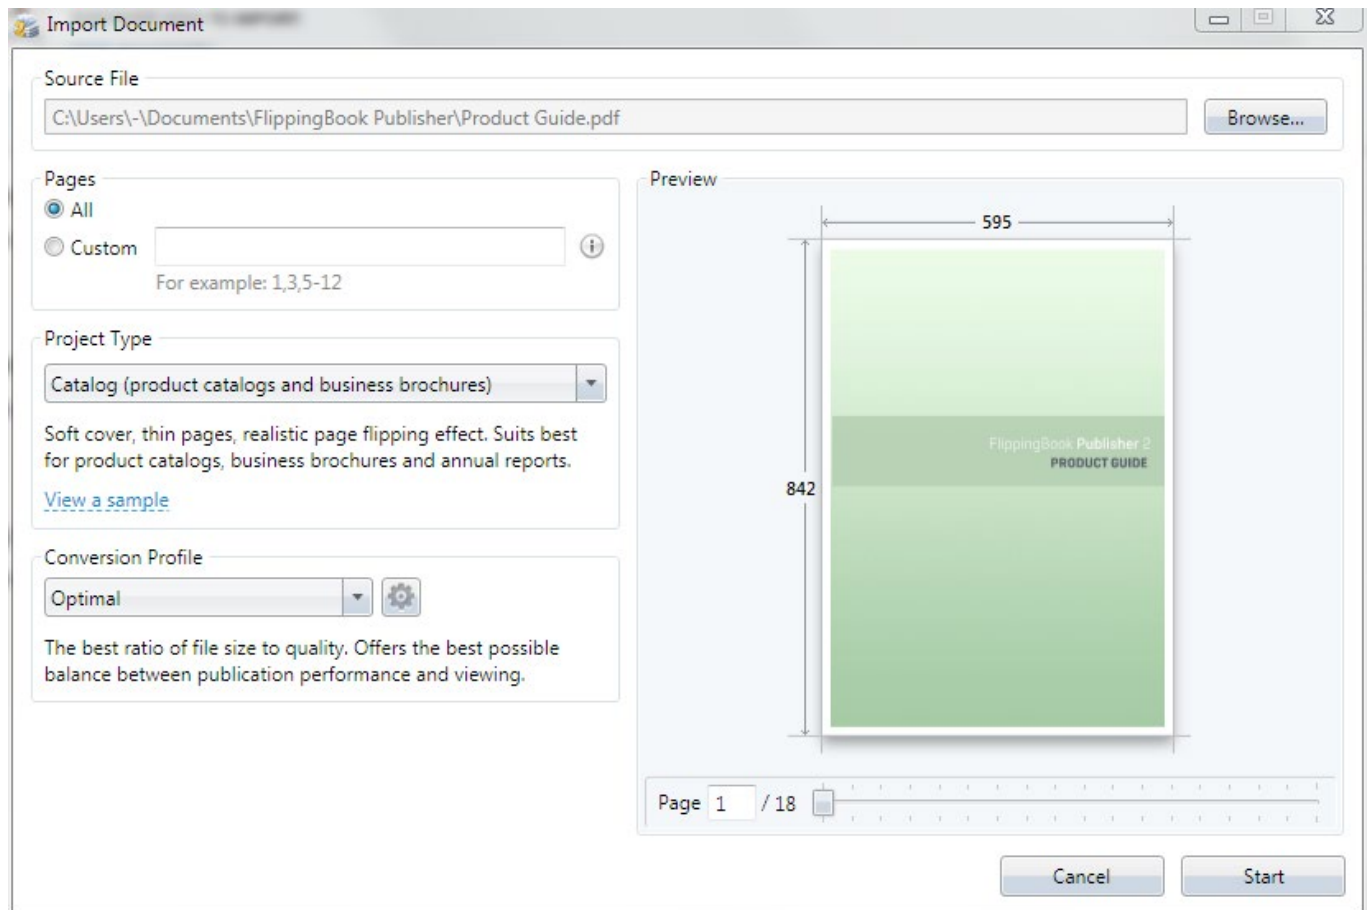 Import Document
Source File
C:\Users\-\Documents\FlippingBook Publisher\Product Guide.pdf
Browse...
Pages
All
Custom
For example: 1,3,5-12
Project Type
Catalog (product catalogs and business brochures)
Soft cover, thin pages, realistic page flipping effect. Suits best
for product catalogs, business brochures and annual reports.
View a sample
Conversion Profile
Optimal
The best ratio of file size to quality. Offers the best possible
balance between publication performance and viewing.
Preview
595
842
FlippingBook Publisher 2
PRODUCT GUIDE
Page 1 / 18
Cancel
Start